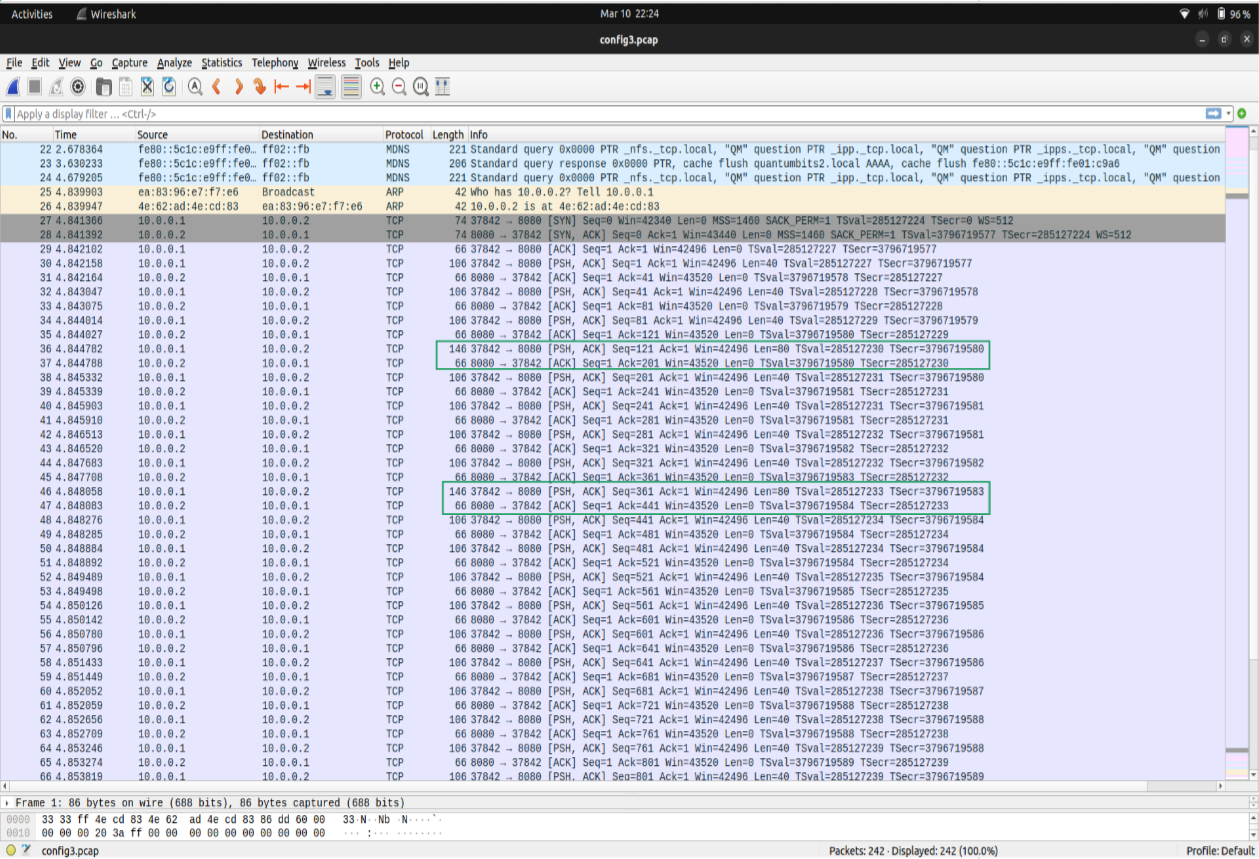 Activities Wireshark Mar 10 22:24 96 %
config3.pcap
File Edit View Go Capture Analyze Statistics Telephony Wireless Tools Help
Apply a display filter ... <Ctrl-/>
No. Time Source Destination Protocol Length Info
22 2.678364 fe80::5c1c:e9ff:fe0… ff02::fb MDNS 221 Standard query 0x0000 PTR _nfs._tcp.local, "QM" question PTR _ipp._tcp.local, "QM" question PTR _ipps._tcp.local, "QM" question
23 3.630233 fe80::5c1c:e9ff:fe0… ff02::fb MDNS 206 Standard query response 0x0000 PTR, cache flush quantumbits2.local AAAA, cache flush fe80::5c1c:e9ff:fe01:c9a6
24 4.679205 fe80::5c1c:e9ff:fe0… ff02::fb MDNS 221 Standard query 0x0000 PTR _nfs._tcp.local, "QM" question PTR _ipp._tcp.local, "QM" question PTR _ipps._tcp.local, "QM" question
25 4.839903 ea:83:96:e7:f7:e6 Broadcast ARP 42 Who has 10.0.0.2? Tell 10.0.0.1
26 4.839947 4e:62:ad:4e:cd:83 ea:83:96:e7:f7:e6 ARP 42 10.0.0.2 is at 4e:62:ad:4e:cd:83
27 4.841366 10.0.0.1 10.0.0.2 TCP 74 37842 → 8080 [SYN] Seq=0 Win=42340 Len=0 MSS=1460 SACK_PERM=1 TSval=285127224 TSecr=0 WS=512
28 4.841392 10.0.0.2 10.0.0.1 TCP 74 8080 → 37842 [SYN, ACK] Seq=0 Ack=1 Win=43440 Len=0 MSS=1460 SACK_PERM=1 TSval=3796719577 TSecr=285127224 WS=512
29 4.842102 10.0.0.1 10.0.0.2 TCP 66 37842 → 8080 [ACK] Seq=1 Ack=1 Win=42496 Len=0 TSval=285127227 TSecr=3796719577
30 4.842158 10.0.0.1 10.0.0.2 TCP 106 37842 → 8080 [PSH, ACK] Seq=1 Ack=1 Win=42496 Len=40 TSval=285127227 TSecr=3796719577
31 4.842164 10.0.0.2 10.0.0.1 TCP 66 8080 → 37842 [ACK] Seq=1 Ack=41 Win=43520 Len=0 TSval=3796719578 TSecr=285127227
32 4.843047 10.0.0.1 10.0.0.2 TCP 106 37842 → 8080 [PSH, ACK] Seq=41 Ack=1 Win=42496 Len=40 TSval=285127228 TSecr=3796719578
33 4.843075 10.0.0.2 10.0.0.1 TCP 66 8080 → 37842 [ACK] Seq=1 Ack=81 Win=43520 Len=0 TSval=3796719579 TSecr=285127228
34 4.844014 10.0.0.1 10.0.0.2 TCP 106 37842 → 8080 [PSH, ACK] Seq=81 Ack=1 Win=42496 Len=40 TSval=285127229 TSecr=3796719579
35 4.844027 10.0.0.2 10.0.0.1 TCP 66 8080 → 37842 [ACK] Seq=1 Ack=121 Win=43520 Len=0 TSval=3796719580 TSecr=285127229
36 4.844782 10.0.0.1 10.0.0.2 TCP 146 37842 → 8080 [PSH, ACK] Seq=121 Ack=1 Win=42496 Len=80 TSval=285127230 TSecr=3796719580
37 4.844788 10.0.0.2 10.0.0.1 TCP 66 8080 → 37842 [ACK] Seq=1 Ack=201 Win=43520 Len=0 TSval=3796719580 TSecr=285127230
38 4.845332 10.0.0.1 10.0.0.2 TCP 106 37842 → 8080 [PSH, ACK] Seq=201 Ack=1 Win=42496 Len=40 TSval=285127231 TSecr=3796719580
39 4.845339 10.0.0.2 10.0.0.1 TCP 66 8080 → 37842 [ACK] Seq=1 Ack=241 Win=43520 Len=0 TSval=3796719581 TSecr=285127231
40 4.845903 10.0.0.1 10.0.0.2 TCP 106 37842 → 8080 [PSH, ACK] Seq=241 Ack=1 Win=42496 Len=40 TSval=285127231 TSecr=3796719581
41 4.845910 10.0.0.2 10.0.0.1 TCP 66 8080 → 37842 [ACK] Seq=1 Ack=281 Win=43520 Len=0 TSval=3796719581 TSecr=285127231
42 4.846513 10.0.0.1 10.0.0.2 TCP 106 37842 → 8080 [PSH, ACK] Seq=281 Ack=1 Win=42496 Len=40 TSval=285127232 TSecr=3796719581
43 4.846520 10.0.0.2 10.0.0.1 TCP 66 8080 → 37842 [ACK] Seq=1 Ack=321 Win=43520 Len=0 TSval=3796719582 TSecr=285127232
44 4.847683 10.0.0.1 10.0.0.2 TCP 106 37842 → 8080 [PSH, ACK] Seq=321 Ack=1 Win=42496 Len=40 TSval=285127232 TSecr=3796719582
45 4.847708 10.0.0.2 10.0.0.1 TCP 66 8080 → 37842 [ACK] Seq=1 Ack=361 Win=43520 Len=0 TSval=3796719583 TSecr=285127232
46 4.848058 10.0.0.1 10.0.0.2 TCP 146 37842 → 8080 [PSH, ACK] Seq=361 Ack=1 Win=42496 Len=80 TSval=285127233 TSecr=3796719583
47 4.848083 10.0.0.2 10.0.0.1 TCP 66 8080 → 37842 [ACK] Seq=1 Ack=441 Win=43520 Len=0 TSval=3796719584 TSecr=285127233
48 4.848276 10.0.0.1 10.0.0.2 TCP 106 37842 → 8080 [PSH, ACK] Seq=441 Ack=1 Win=42496 Len=40 TSval=285127234 TSecr=3796719584
49 4.848285 10.0.0.2 10.0.0.1 TCP 66 8080 → 37842 [ACK] Seq=1 Ack=481 Win=43520 Len=0 TSval=3796719584 TSecr=285127234
50 4.848884 10.0.0.1 10.0.0.2 TCP 106 37842 → 8080 [PSH, ACK] Seq=481 Ack=1 Win=42496 Len=40 TSval=285127234 TSecr=3796719584
51 4.848892 10.0.0.2 10.0.0.1 TCP 66 8080 → 37842 [ACK] Seq=1 Ack=521 Win=43520 Len=0 TSval=3796719584 TSecr=285127234
52 4.849489 10.0.0.1 10.0.0.2 TCP 106 37842 → 8080 [PSH, ACK] Seq=521 Ack=1 Win=42496 Len=40 TSval=285127235 TSecr=3796719584
53 4.849498 10.0.0.2 10.0.0.1 TCP 66 8080 → 37842 [ACK] Seq=1 Ack=561 Win=43520 Len=0 TSval=3796719585 TSecr=285127235
54 4.850126 10.0.0.1 10.0.0.2 TCP 106 37842 → 8080 [PSH, ACK] Seq=561 Ack=1 Win=42496 Len=40 TSval=285127236 TSecr=3796719585
55 4.850142 10.0.0.2 10.0.0.1 TCP 66 8080 → 37842 [ACK] Seq=1 Ack=601 Win=43520 Len=0 TSval=3796719586 TSecr=285127236
56 4.850780 10.0.0.1 10.0.0.2 TCP 106 37842 → 8080 [PSH, ACK] Seq=601 Ack=1 Win=42496 Len=40 TSval=285127236 TSecr=3796719586
57 4.850796 10.0.0.2 10.0.0.1 TCP 66 8080 → 37842 [ACK] Seq=1 Ack=641 Win=43520 Len=0 TSval=3796719586 TSecr=285127236
58 4.851433 10.0.0.1 10.0.0.2 TCP 106 37842 → 8080 [PSH, ACK] Seq=641 Ack=1 Win=42496 Len=40 TSval=285127237 TSecr=3796719586
59 4.851449 10.0.0.2 10.0.0.1 TCP 66 8080 → 37842 [ACK] Seq=1 Ack=681 Win=43520 Len=0 TSval=3796719587 TSecr=285127237
60 4.852052 10.0.0.1 10.0.0.2 TCP 106 37842 → 8080 [PSH, ACK] Seq=681 Ack=1 Win=42496 Len=40 TSval=285127238 TSecr=3796719587
61 4.852059 10.0.0.2 10.0.0.1 TCP 66 8080 → 37842 [ACK] Seq=1 Ack=721 Win=43520 Len=0 TSval=3796719588 TSecr=285127238
62 4.852656 10.0.0.1 10.0.0.2 TCP 106 37842 → 8080 [PSH, ACK] Seq=721 Ack=1 Win=42496 Len=40 TSval=285127238 TSecr=3796719588
63 4.852709 10.0.0.2 10.0.0.1 TCP 66 8080 → 37842 [ACK] Seq=1 Ack=761 Win=43520 Len=0 TSval=3796719588 TSecr=285127238
64 4.853246 10.0.0.1 10.0.0.2 TCP 106 37842 → 8080 [PSH, ACK] Seq=761 Ack=1 Win=42496 Len=40 TSval=285127239 TSecr=3796719588
65 4.853274 10.0.0.2 10.0.0.1 TCP 66 8080 → 37842 [ACK] Seq=1 Ack=801 Win=43520 Len=0 TSval=3796719589 TSecr=285127239
66 4.853819 10.0.0.1 10.0.0.2 TCP 106 37842 → 8080 [PSH, ACK] Seq=801 Ack=1 Win=42496 Len=40 TSval=285127239 TSecr=3796719589
Frame 1: 86 bytes on wire (688 bits), 86 bytes captured (688 bits)
0000 33 33 ff 4e cd 83 4e 62 ad 4e cd 83 86 dd 60 00 33·N··Nb ·N····`·
0010 00 00 00 20 3a ff 00 00 00 00 00 00 00 00 00 00 ··· :··· ········
config3.pcap Packets: 242 · Displayed: 242 (100.0%) Profile: Default